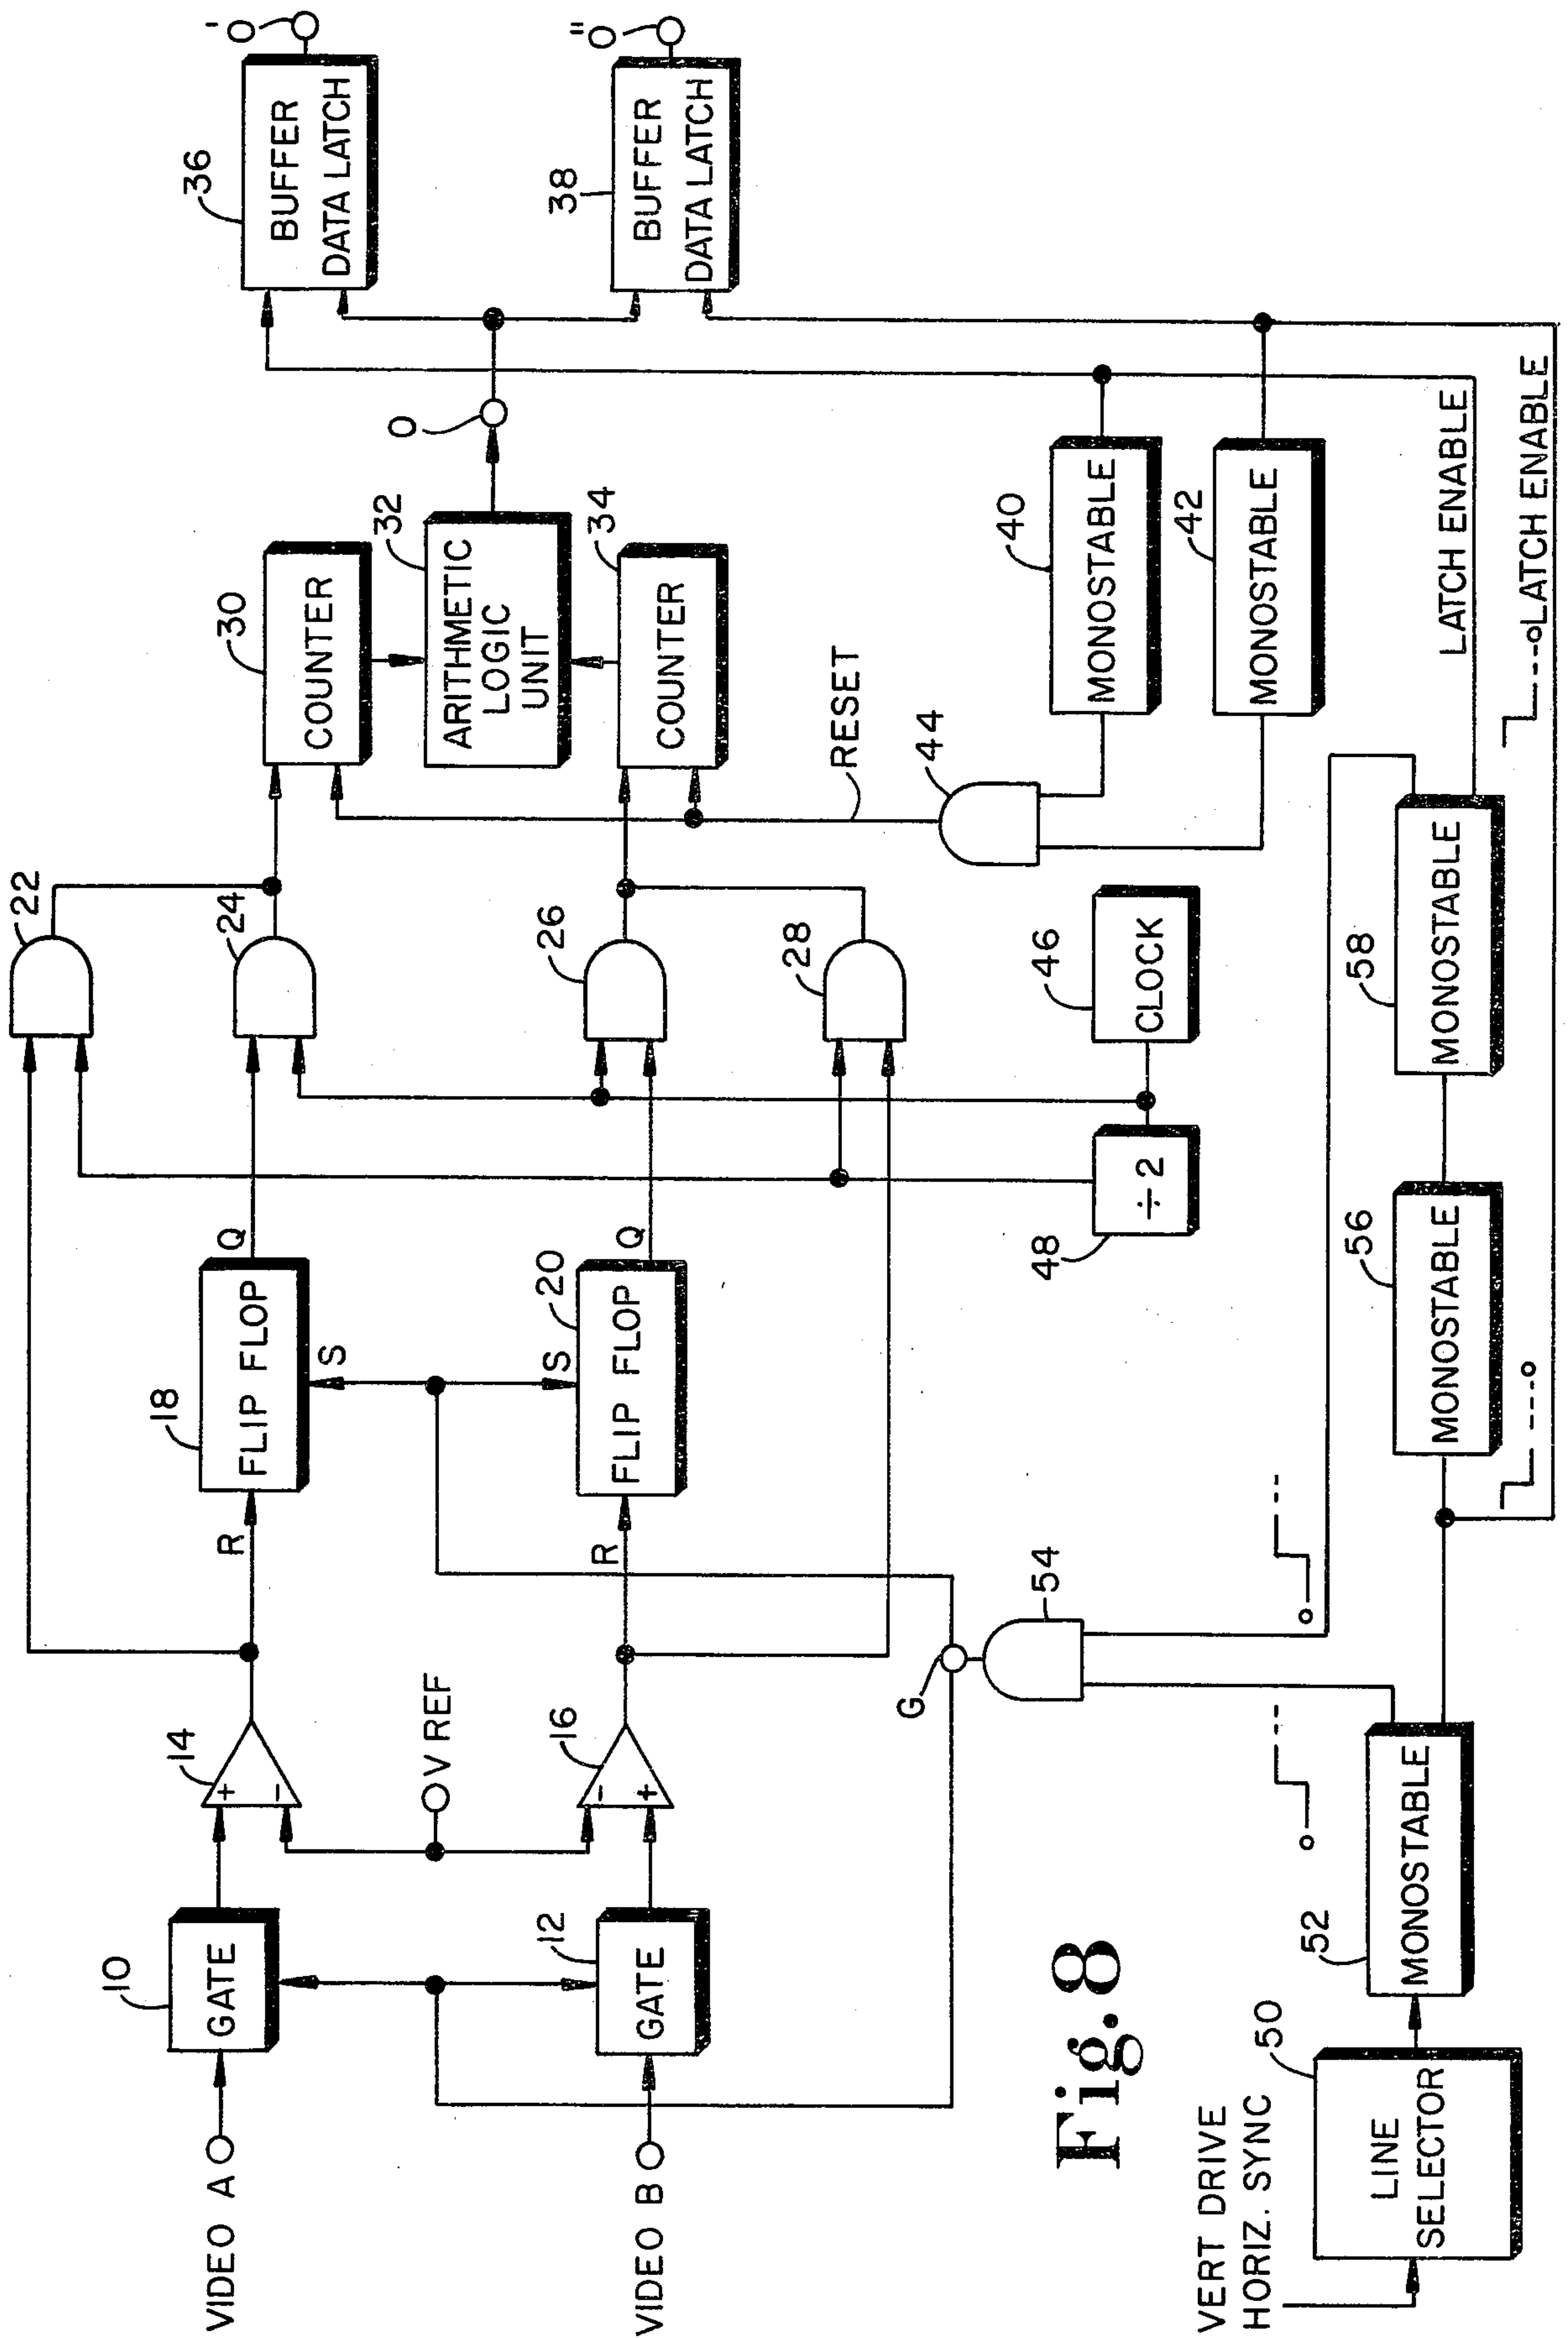 VIDEO A
10
GATE
14
+
-
R
18
FLIP FLOP
S
Q
22
24
30
COUNTER
36
BUFFER
DATA LATCH
O'
V REF
32
ARITHMETIC
LOGIC
UNIT
O
VIDEO B
12
GATE
16
-
+
R
20
FLIP FLOP
S
Q
26
28
34
COUNTER
38
BUFFER
DATA LATCH
O"
RESET
G
54
48
÷2
46
CLOCK
44
40
MONOSTABLE
42
MONOSTABLE
Fig. 8
VERT DRIVE
HORIZ. SYNC
50
LINE
SELECTOR
52
MONOSTABLE
56
MONOSTABLE
58
MONOSTABLE
LATCH ENABLE
LATCH ENABLE